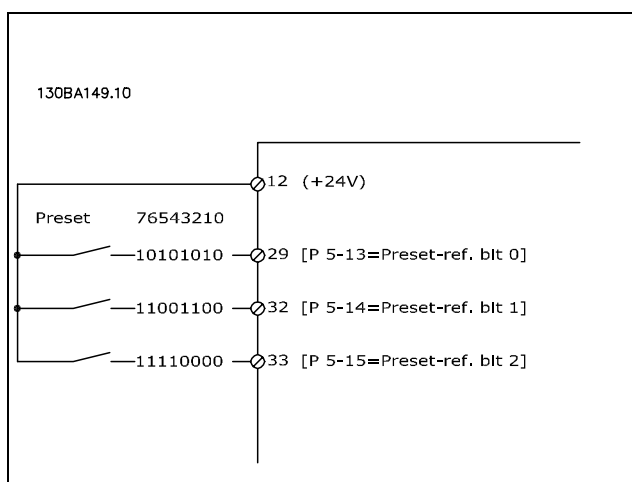 130BA149.10
12 (+24V)
Preset 76543210
10101010 29 [P 5-13=Preset-ref. bit 0]
11001100 32 [P 5-14=Preset-ref. bit 1]
11110000 33 [P 5-15=Preset-ref. bit 2]